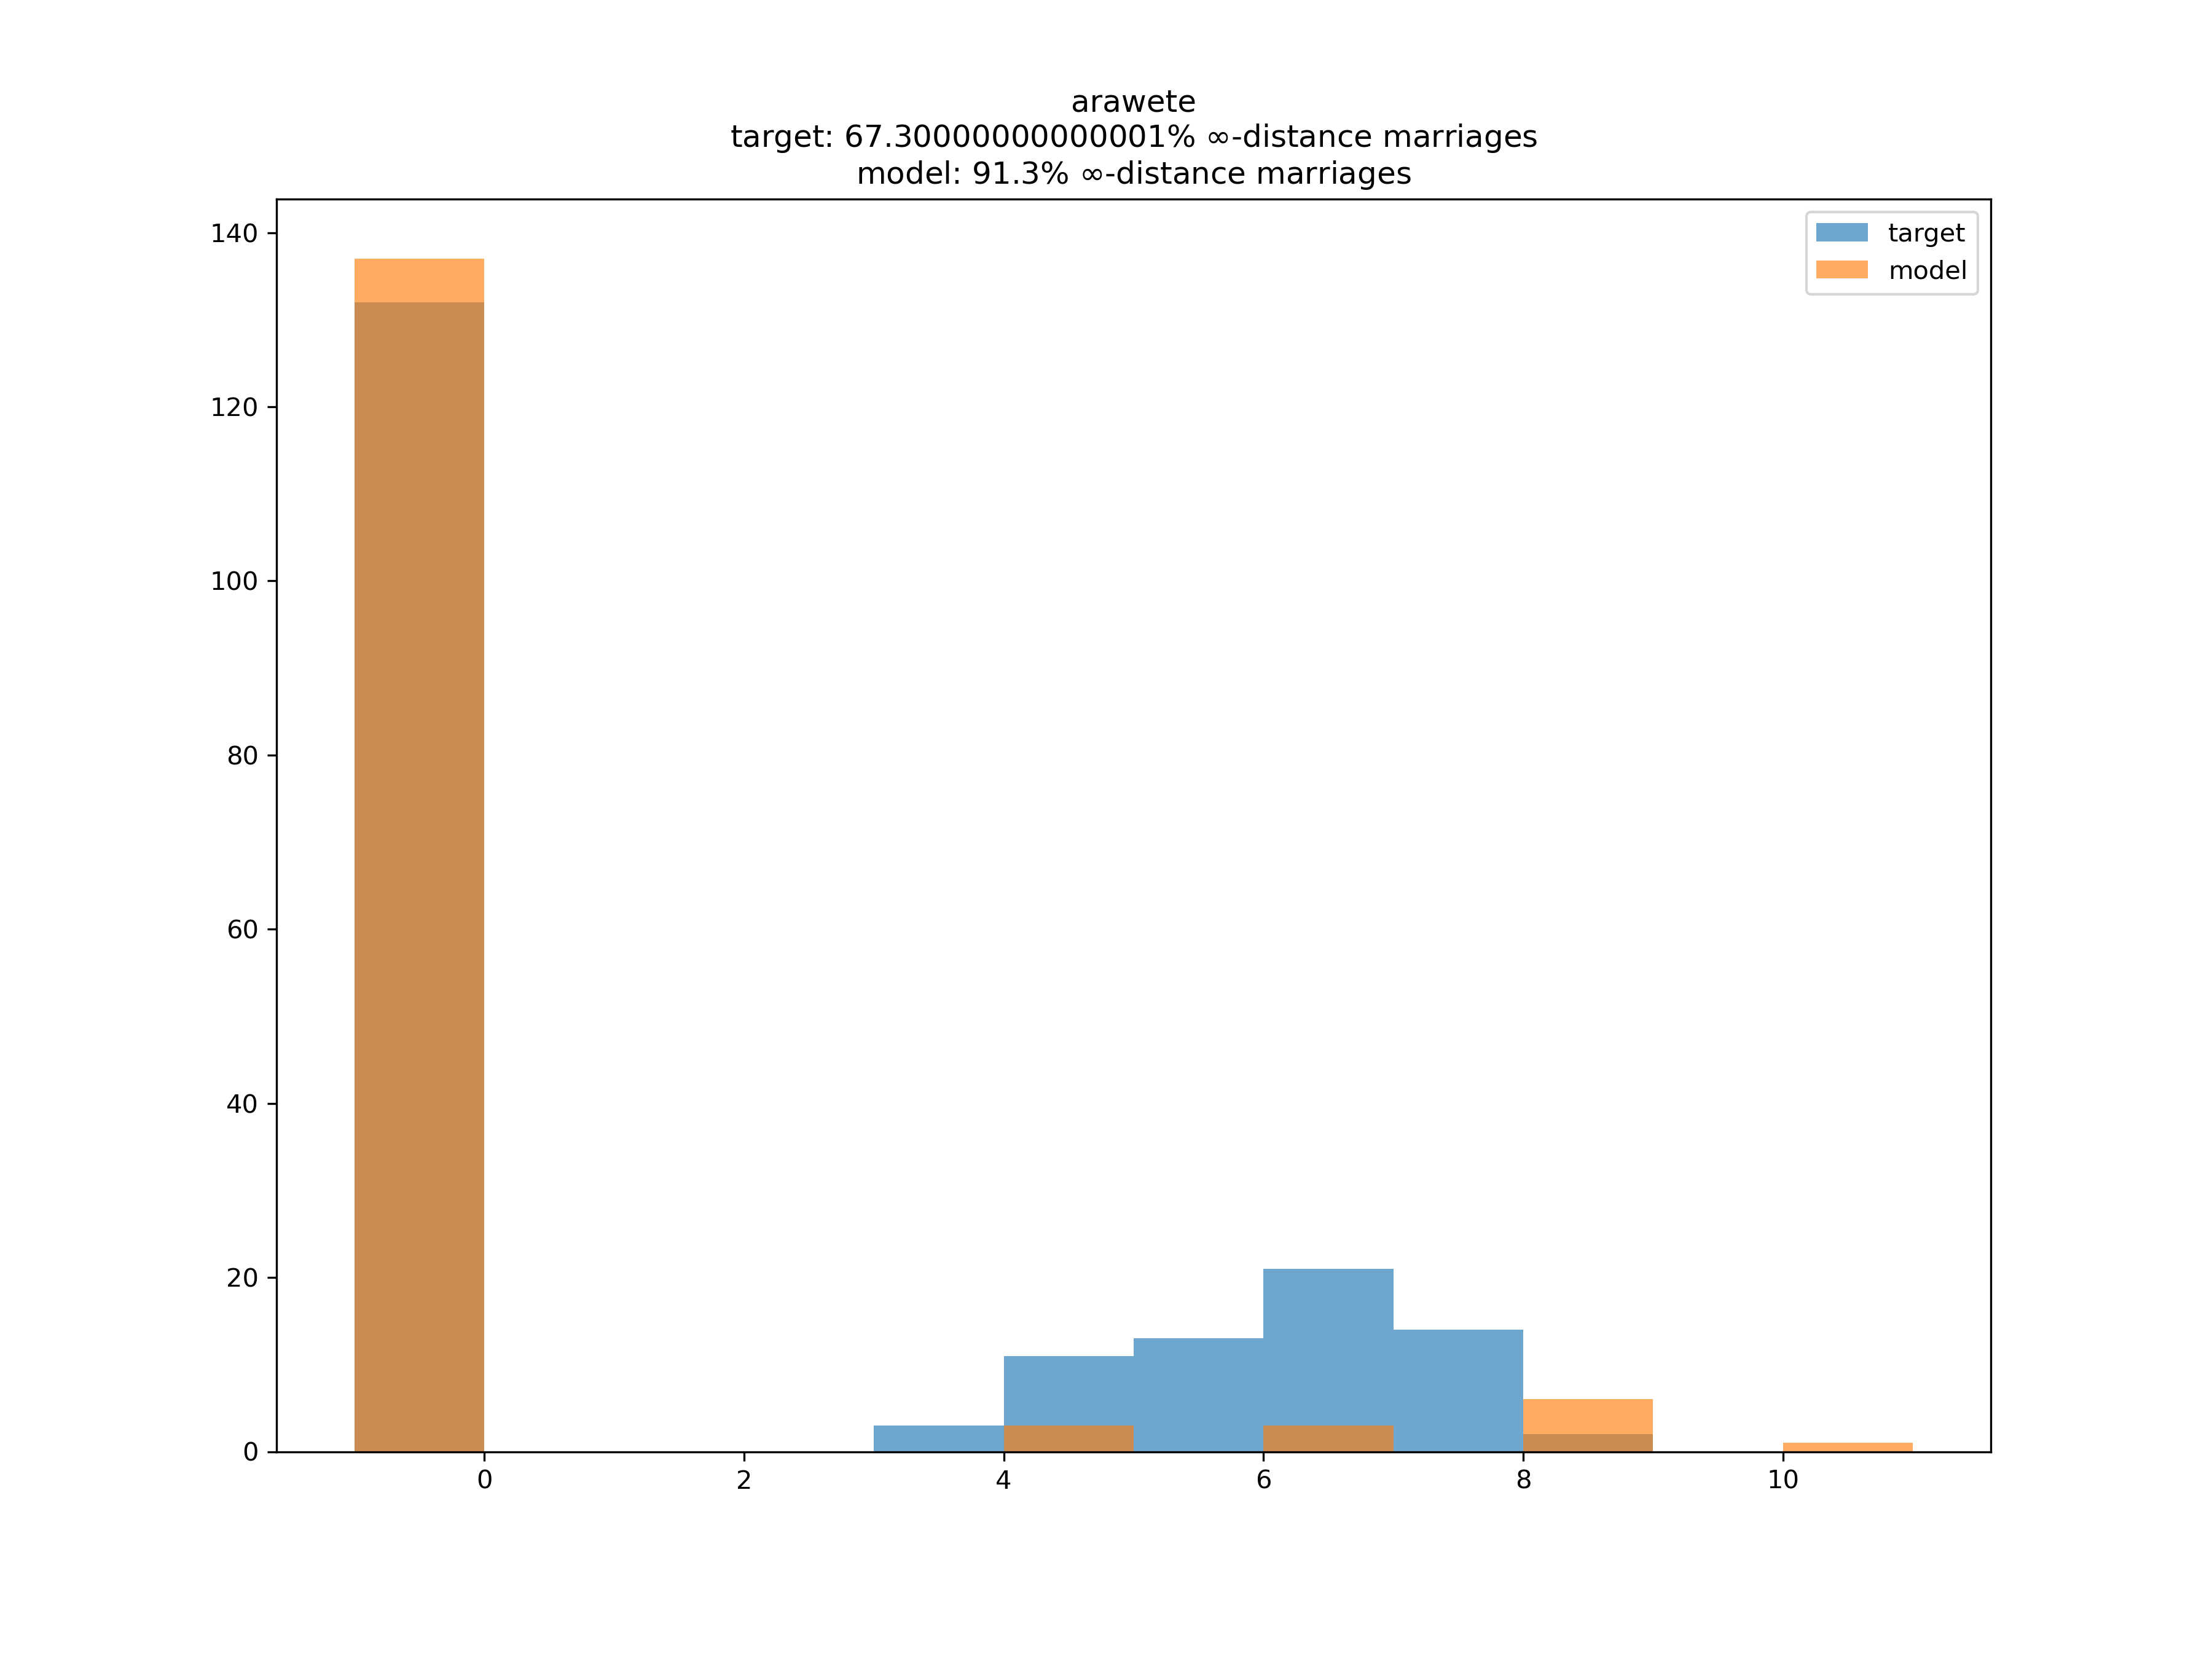 arawete
target: 67.30000000000001% ∞-distance marriages
model: 91.3% ∞-distance marriages
target
model
140
120
100
80
60
40
20
0
0 2 4 6 8 10